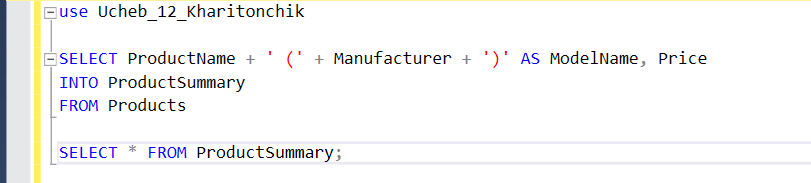 use Ucheb_12_Kharitonchik
SELECT ProductName + ' (' + Manufacturer + ')' AS ModelName, Price
INTO ProductSummary
FROM Products
SELECT * FROM ProductSummary;